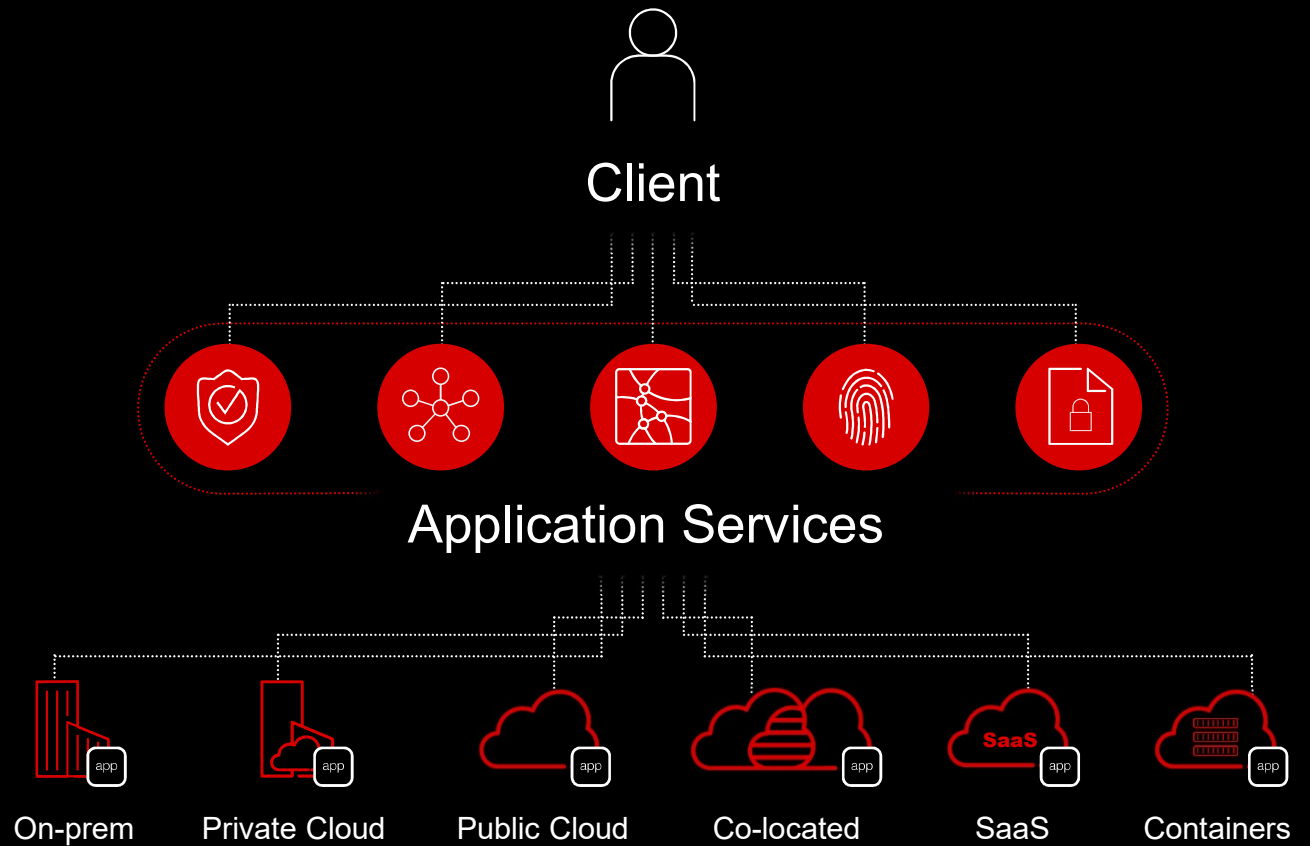 Client
Application Services
SaaS
app
app
app
app
app
app
On-prem
Private Cloud
Public Cloud
Co-located
SaaS
Containers